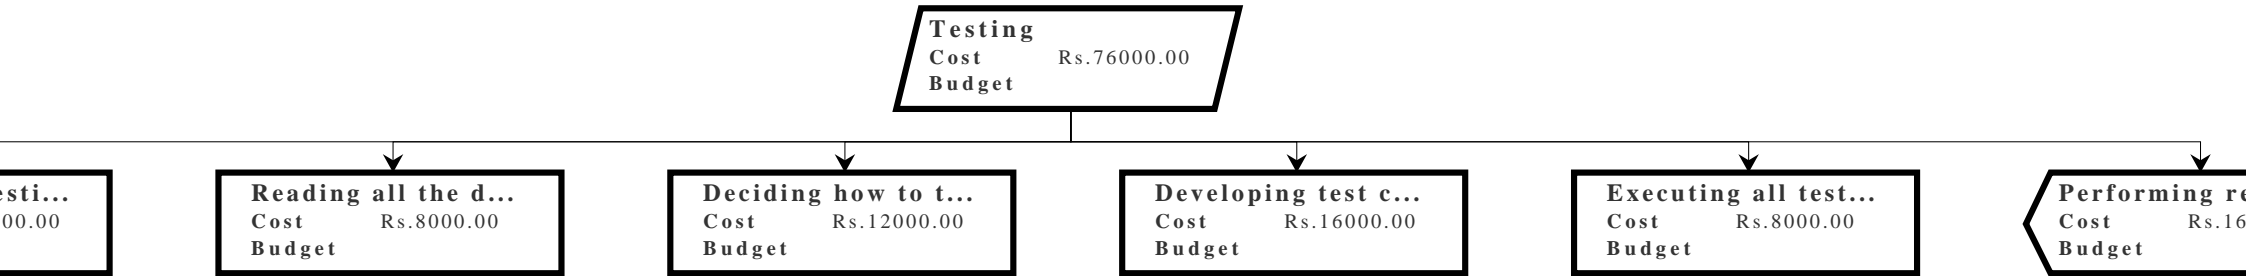 Testing
Cost Rs.76000.00
Budget
esti...
00.00
Reading all the d...
Cost Rs.8000.00
Budget
Deciding how to t...
Cost Rs.12000.00
Budget
Developing test c...
Cost Rs.16000.00
Budget
Executing all test...
Cost Rs.8000.00
Budget
Performing re
Cost Rs.16
Budget